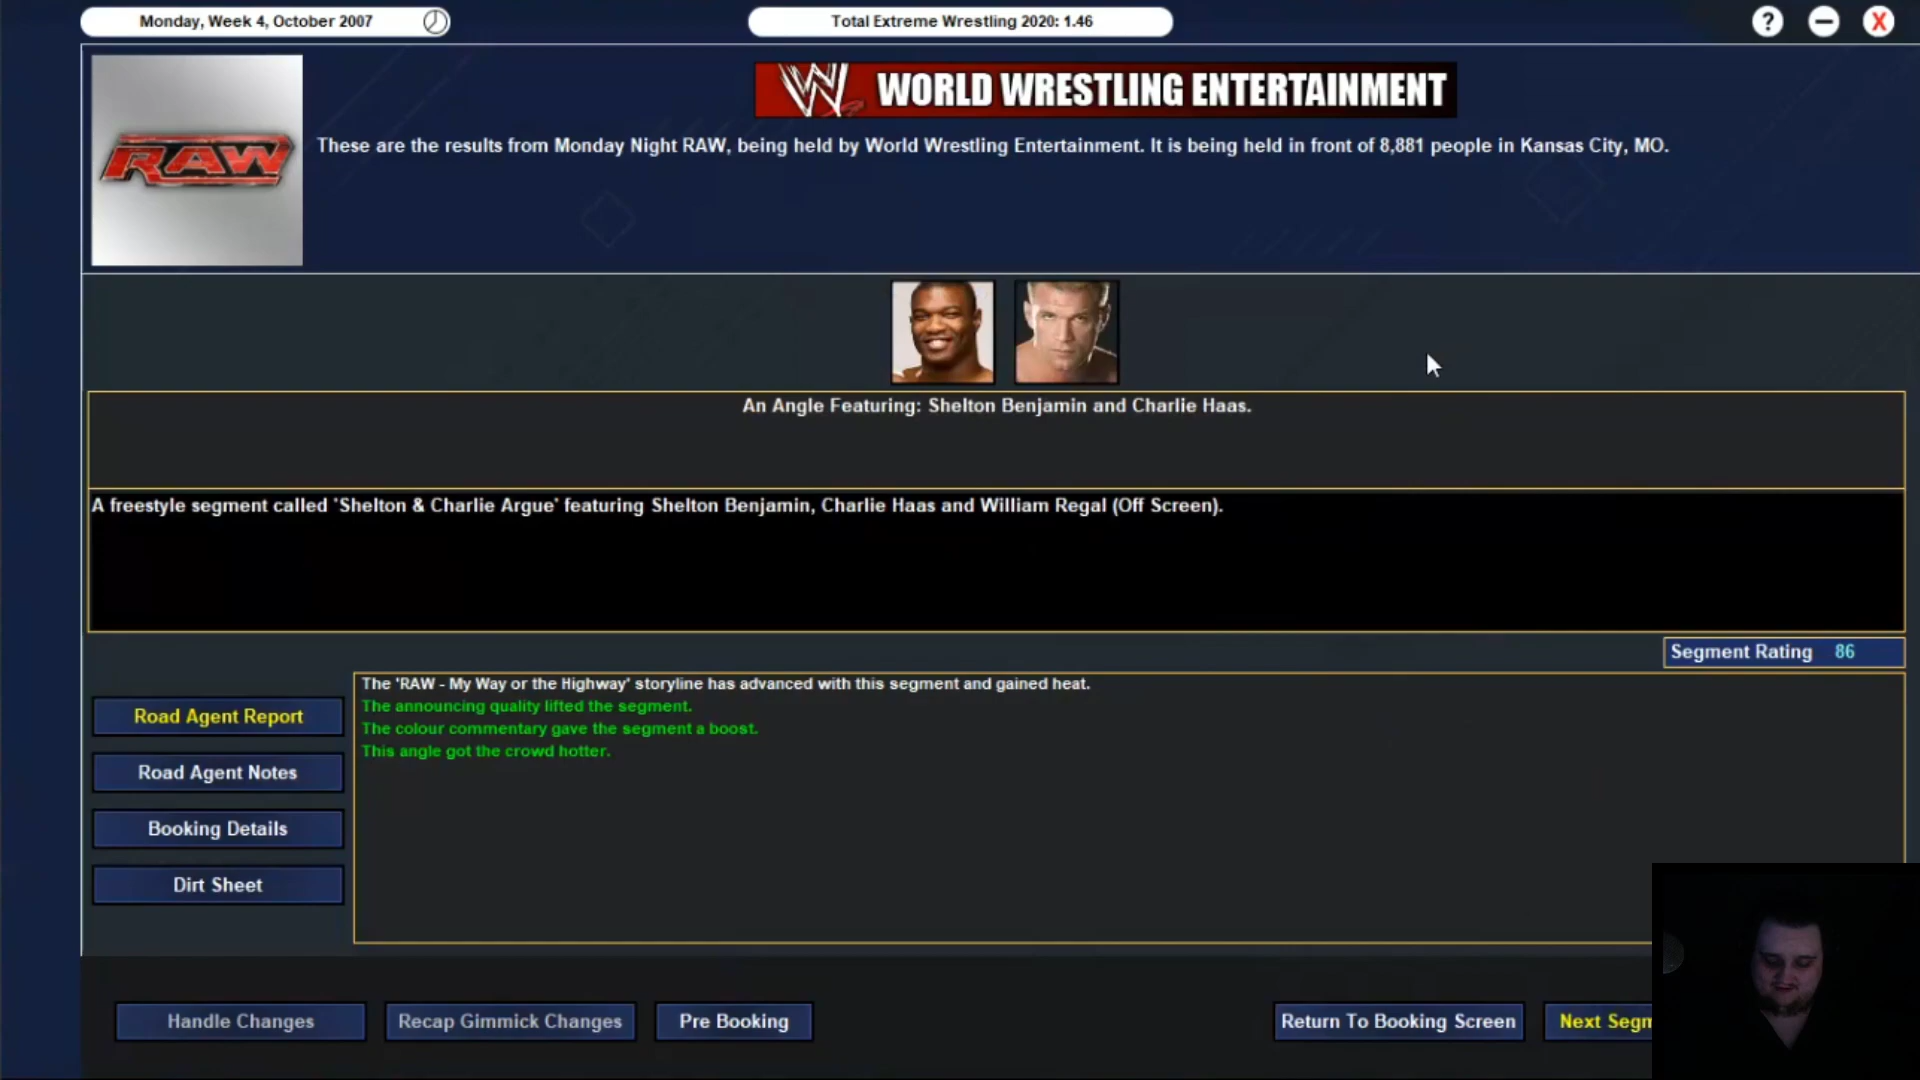 Monday, Week 4, October 2007
Total Extreme Wrestling 2020: 1.46
?
X
W WORLD WRESTLING ENTERTAINMENT
RAW
These are the results from Monday Night RAW, being held by World Wrestling Entertainment. It is being held in front of 8,881 people in Kansas City, MO.
An Angle Featuring: Shelton Benjamin and Charlie Haas.
A freestyle segment called 'Shelton & Charlie Argue' featuring Shelton Benjamin, Charlie Haas and William Regal (Off Screen).
Segment Rating 86
The 'RAW - My Way or the Highway' storyline has advanced with this segment and gained heat.
The announcing quality lifted the segment.
The colour commentary gave the segment a boost.
This angle got the crowd hotter.
Road Agent Report
Road Agent Notes
Booking Details
Dirt Sheet
Handle Changes
Recap Gimmick Changes
Pre Booking
Return To Booking Screen
Next Segm